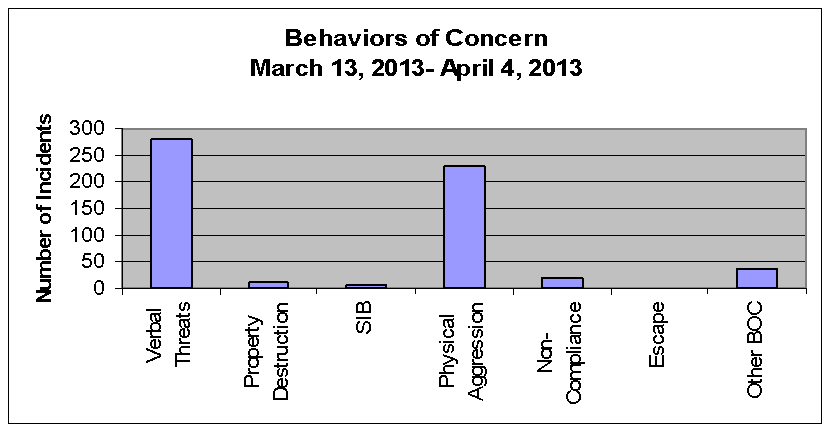 Behaviors of Concern
March 13, 2013- April 4, 2013
Number of Incidents
300
250
200
150
100
50
0
Verbal
Threats
Property
Destruction
SIB
Physical
Aggression
Non-
Compliance
Escape
Other BOC